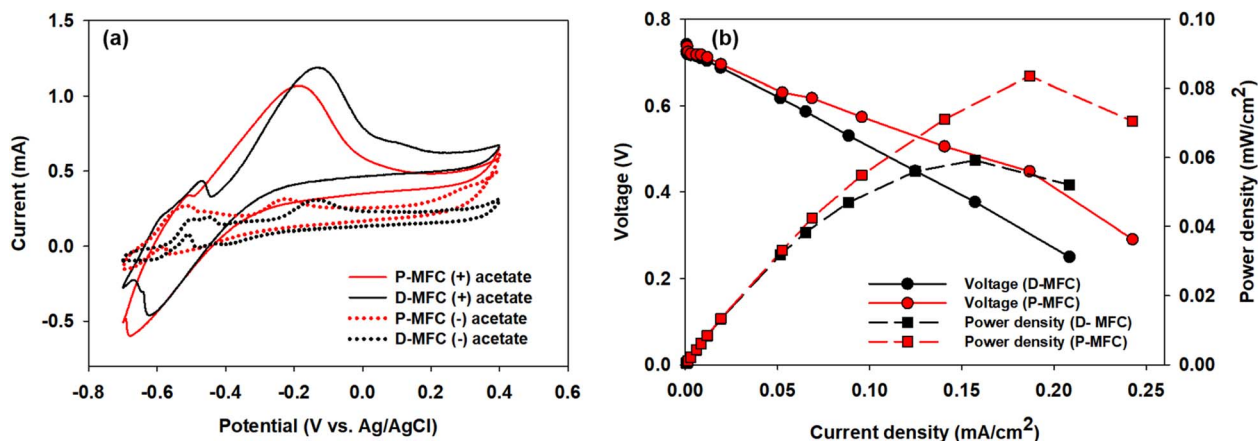 (a)
1.5
1.0
0.5
0.0
-0.5
Current (mA)
P-MFC (+) acetate
D-MFC (+) acetate
P-MFC (-) acetate
D-MFC (-) acetate
-0.8 -0.6 -0.4 -0.2 0.0 0.2 0.4 0.6
Potential (V vs. Ag/AgCl)
(b)
0.8
0.6
0.4
0.2
0.0
Voltage (V)
Voltage (D-MFC)
Voltage (P-MFC)
Power density (D- MFC)
Power density (P-MFC)
0.10
0.08
0.06
0.04
0.02
0.00
Power density (mW/cm2)
0.00 0.05 0.10 0.15 0.20 0.25
Current density (mA/cm2)